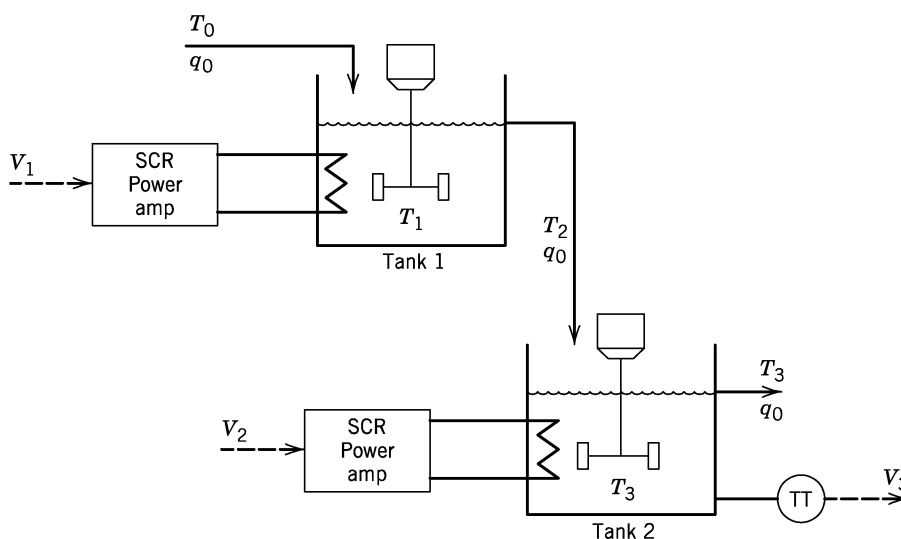 T₀
q₀
V₁
SCR
Power
amp
T₁
Tank 1
T₂
q₀
V₂
SCR
Power
amp
T₃
Tank 2
T₃
q₀
TT
V₃